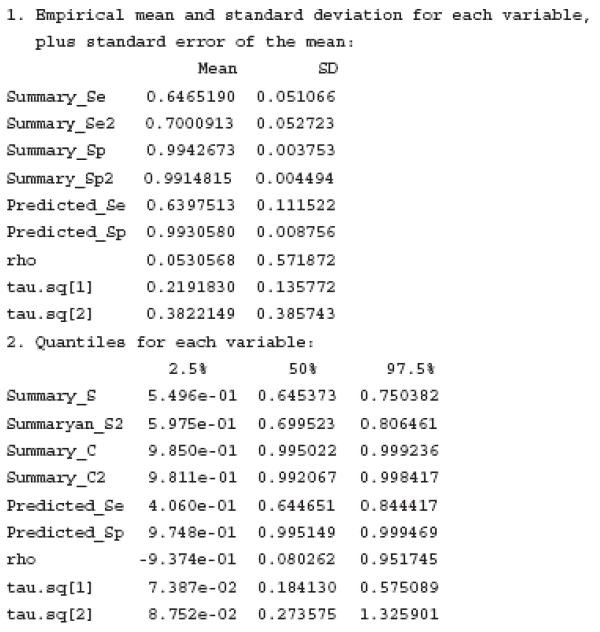 1. Empirical mean and standard deviation for each variable,
plus standard error of the mean:
Mean SD
Summary_Se 0.6465190 0.051066
Summary_Se2 0.7000913 0.052723
Summary_Sp 0.9942673 0.003753
Summary_Sp2 0.9914815 0.004494
Predicted_Se 0.6397513 0.111522
Predicted_Sp 0.9930580 0.008756
rho 0.0530568 0.571872
tau.sq[1] 0.2191830 0.135772
tau.sq[2] 0.3822149 0.385743
2. Quantiles for each variable:
2.5% 50% 97.5%
Summary_S 5.496e-01 0.645373 0.750382
Summaryan_S2 5.975e-01 0.699523 0.806461
Summary_C 9.850e-01 0.995022 0.999236
Summary_C2 9.811e-01 0.992067 0.998417
Predicted_Se 4.060e-01 0.644651 0.844417
Predicted_Sp 9.748e-01 0.995149 0.999469
rho -9.374e-01 0.080262 0.951745
tau.sq[1] 7.387e-02 0.184130 0.575089
tau.sq[2] 8.752e-02 0.273575 1.325901